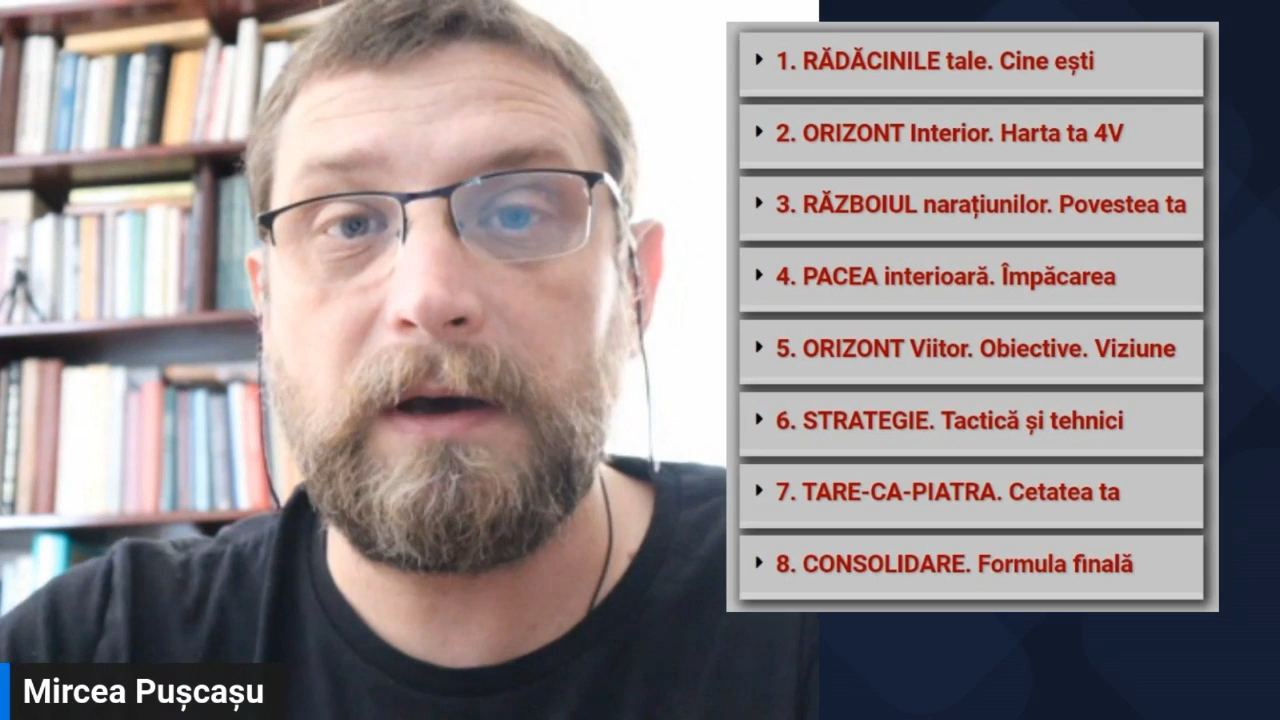 1. RĂDĂCINILE tale. Cine ești
2. ORIZONT Interior. Harta ta 4V
3. RĂZBOIUL narațiunilor. Povestea ta
4. PACEA interioară. Împăcarea
5. ORIZONT Viitor. Obiective. Viziune
6. STRATEGIE. Tactică și tehnici
7. TARE-CA-PIATRA. Cetatea ta
8. CONSOLIDARE. Formula finală
Mircea Pușcașu